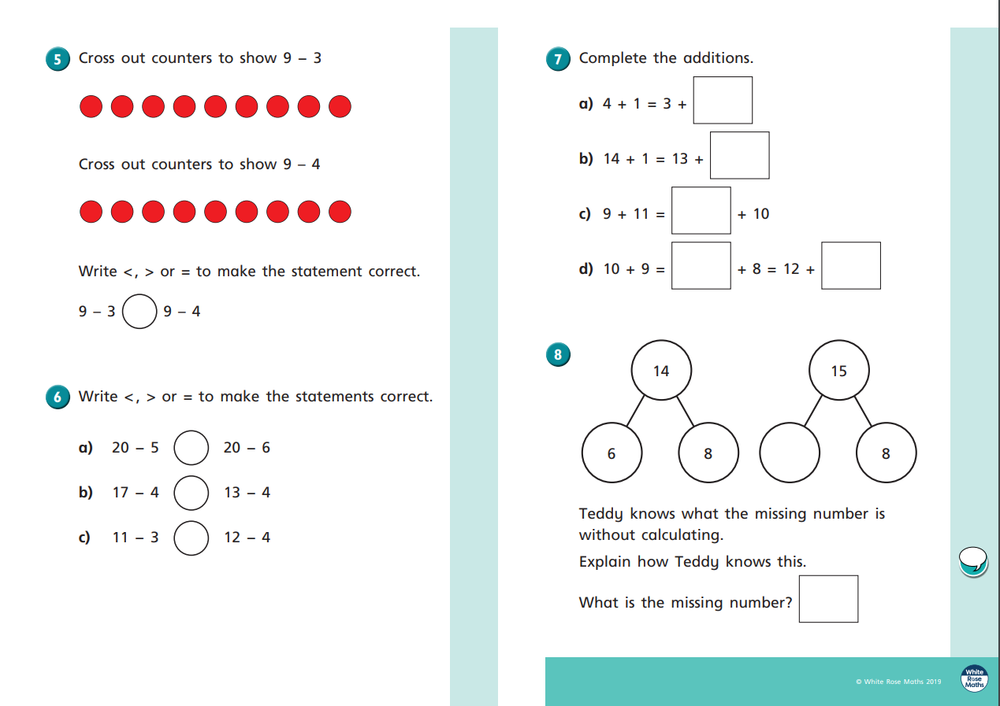 5 Cross out counters to show 9 – 3
Cross out counters to show 9 – 4
Write <, > or = to make the statement correct.
9 – 3 9 – 4
6 Write <, > or = to make the statements correct.
a) 20 – 5 20 – 6
b) 17 – 4 13 – 4
c) 11 – 3 12 – 4
7 Complete the additions.
a) 4 + 1 = 3 +
b) 14 + 1 = 13 +
c) 9 + 11 = + 10
d) 10 + 9 = + 8 = 12 +
8
14 15
6 8 8
Teddy knows what the missing number is
without calculating.
Explain how Teddy knows this.
What is the missing number?
© White Rose Maths 2019
White
Rose
Maths